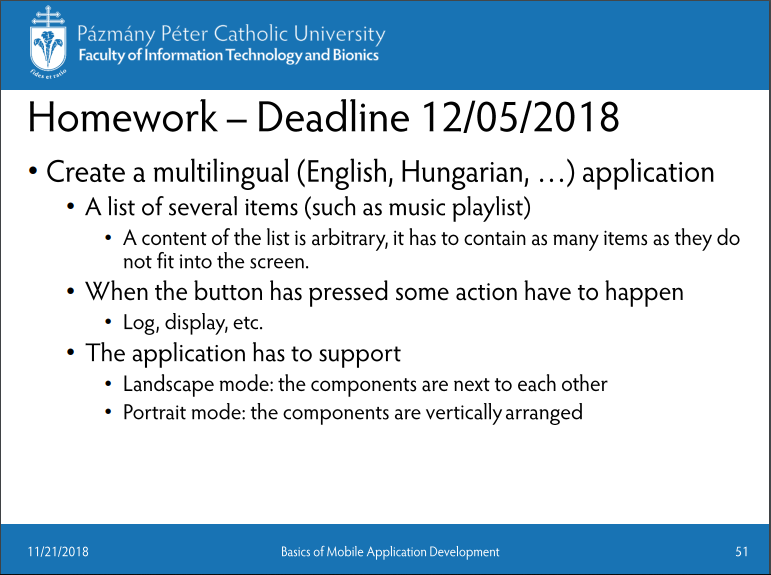 Pázmány Péter Catholic University
Faculty of Information Technology and Bionics
fides et ratio
Homework – Deadline 12/05/2018
• Create a multilingual (English, Hungarian, …) application
• A list of several items (such as music playlist)
• A content of the list is arbitrary, it has to contain as many items as they do
not fit into the screen.
• When the button has pressed some action have to happen
• Log, display, etc.
• The application has to support
• Landscape mode: the components are next to each other
• Portrait mode: the components are vertically arranged
11/21/2018
Basics of Mobile Application Development
51